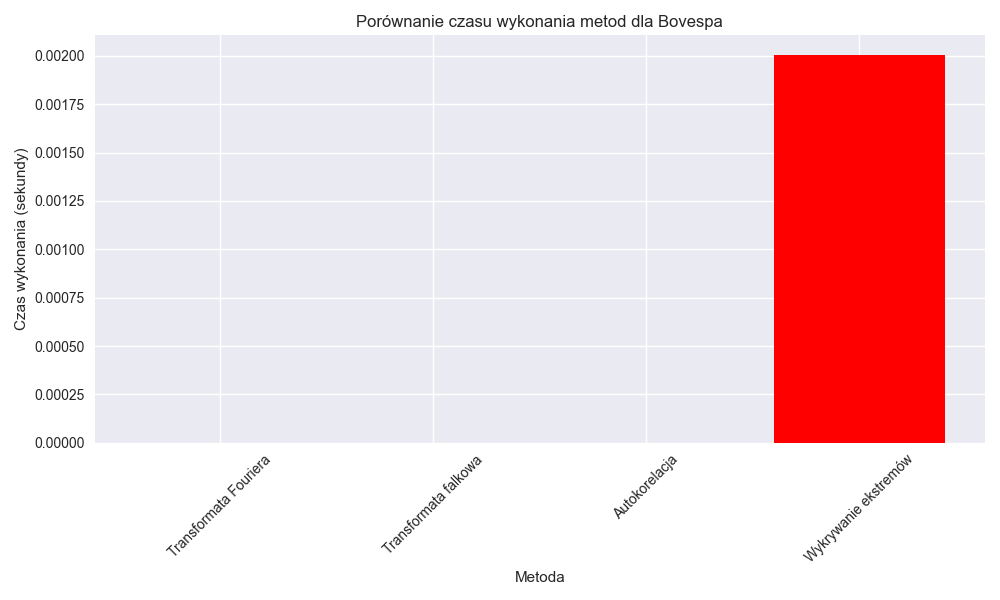 Porównanie czasu wykonania metod dla Bovespa
Czas wykonania (sekundy)
0.00200
0.00175
0.00150
0.00125
0.00100
0.00075
0.00050
0.00025
0.00000
Transformata Fouriera
Transformata falkowa
Autokorelacja
Wykrywanie ekstremów
Metoda